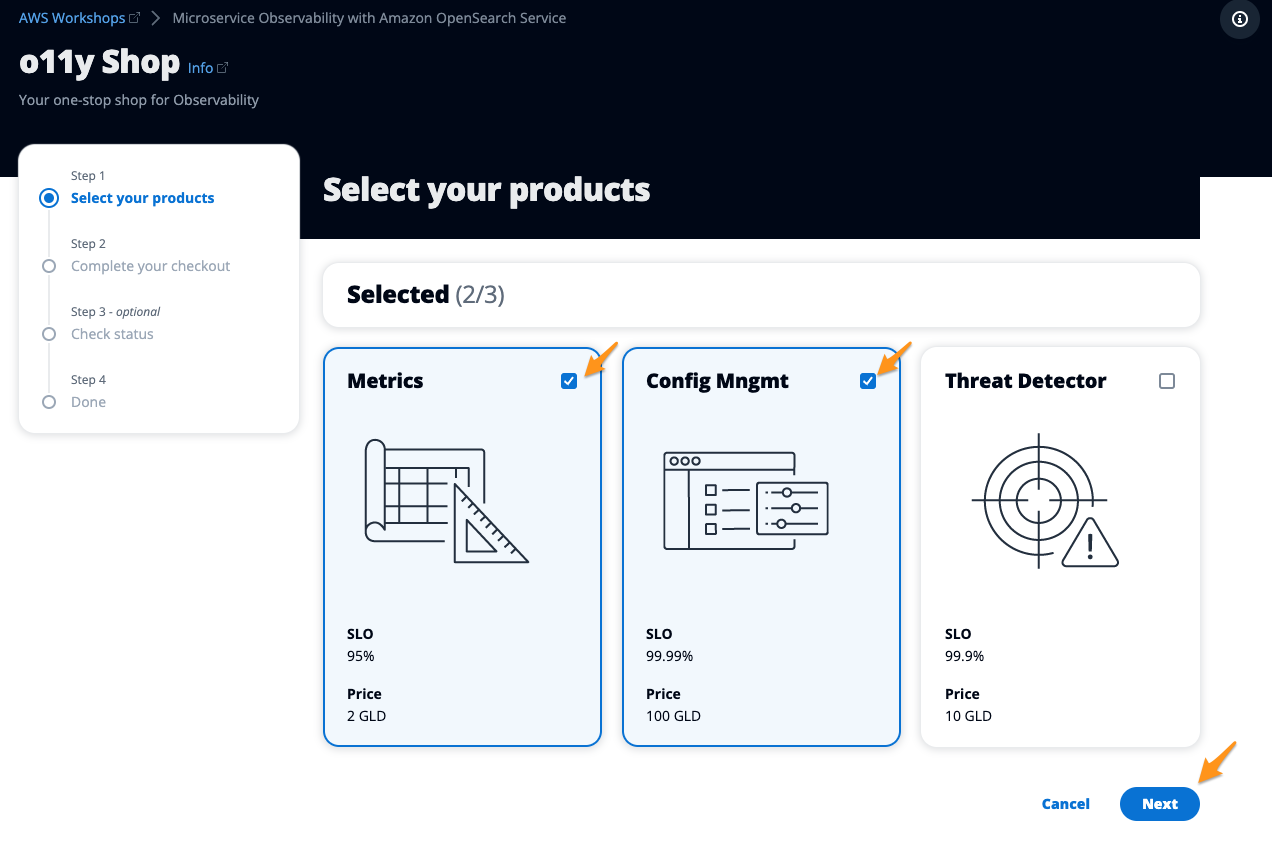 AWS Workshops
Microservice Observability with Amazon OpenSearch Service
o11y Shop Info
Your one-stop shop for Observability
Step 1
Select your products
Step 2
Complete your checkout
Step 3 - optional
Check status
Step 4
Done
Select your products
Selected (2/3)
Metrics
SLO
95%
Price
2 GLD
Config Mngmt
SLO
99.99%
Price
100 GLD
Threat Detector
SLO
99.9%
Price
10 GLD
Cancel
Next